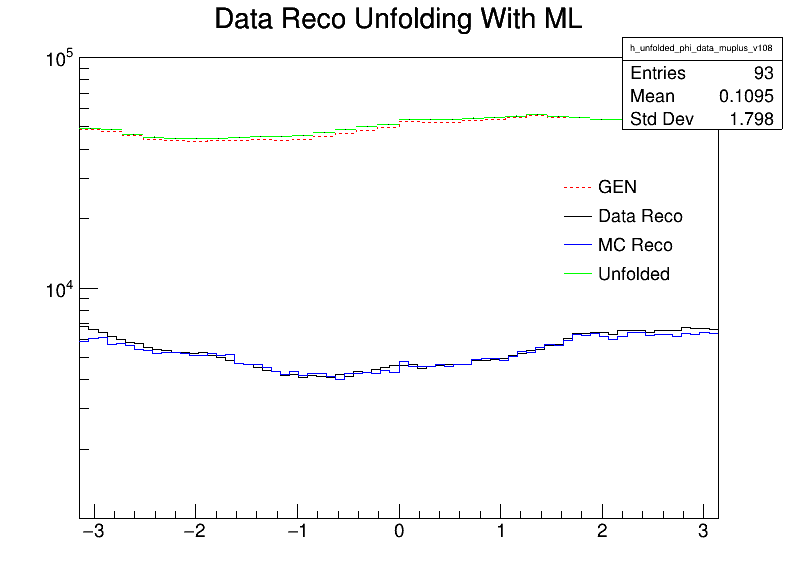 Data Reco Unfolding With ML
h_unfolded_phi_data_muplus_v108
Entries 93
Mean 0.1095
Std Dev 1.798
10^5
10^4
GEN
Data Reco
MC Reco
Unfolded
−3 −2 −1 0 1 2 3